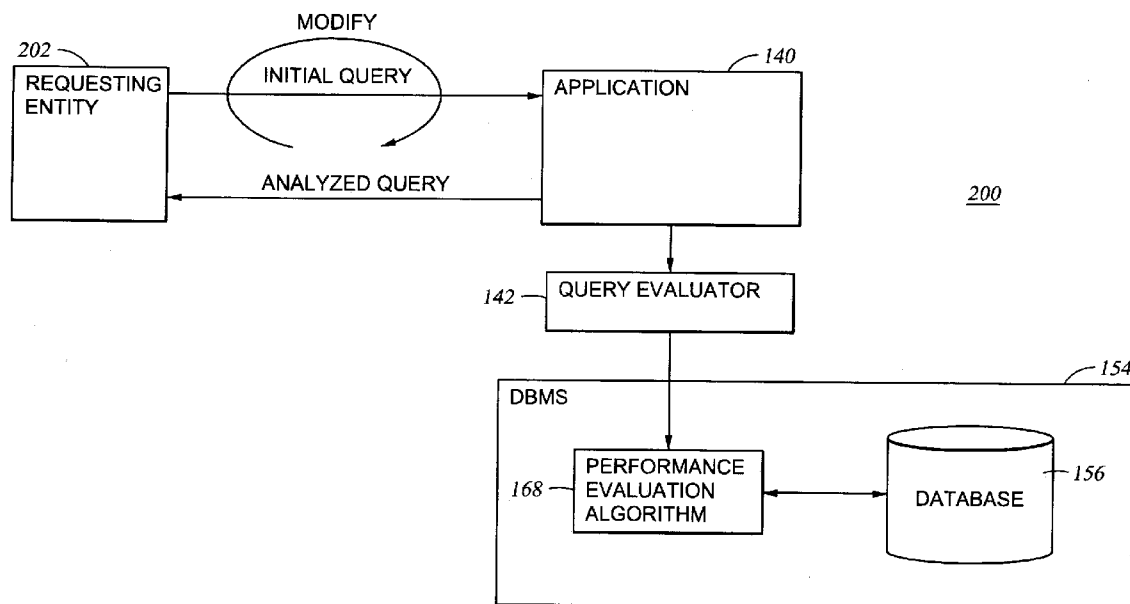 MODIFY
202
INITIAL QUERY
140
REQUESTING
ENTITY
APPLICATION
ANALYZED QUERY
200
142
QUERY EVALUATOR
154
DBMS
168
PERFORMANCE
EVALUATION
ALGORITHM
DATABASE
156